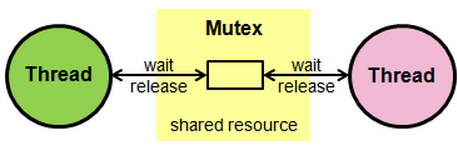 Mutex
Thread
wait
release
wait
release
Thread
shared resource